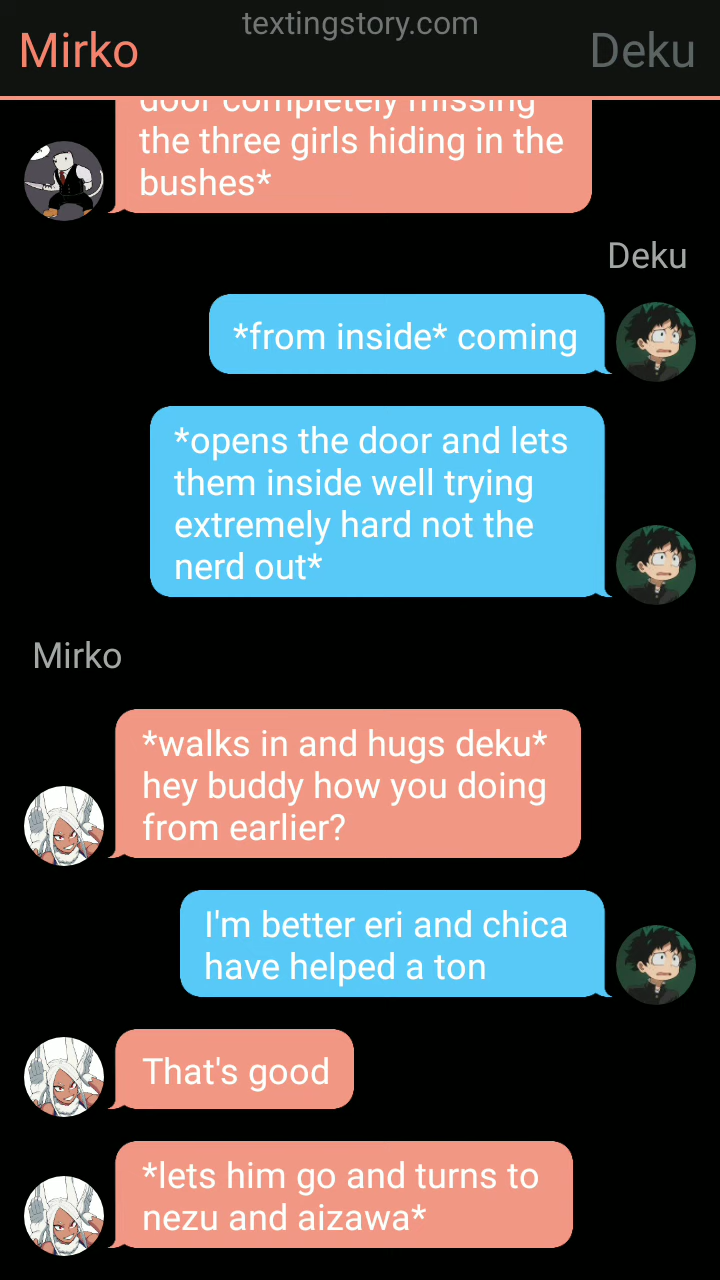 textingstory.com
Mirko
Deku
door completely missing
the three girls hiding in the
bushes*
Deku
*from inside* coming
*opens the door and lets
them inside well trying
extremely hard not the
nerd out*
Mirko
*walks in and hugs deku*
hey buddy how you doing
from earlier?
I'm better eri and chica
have helped a ton
That's good
*lets him go and turns to
nezu and aizawa*